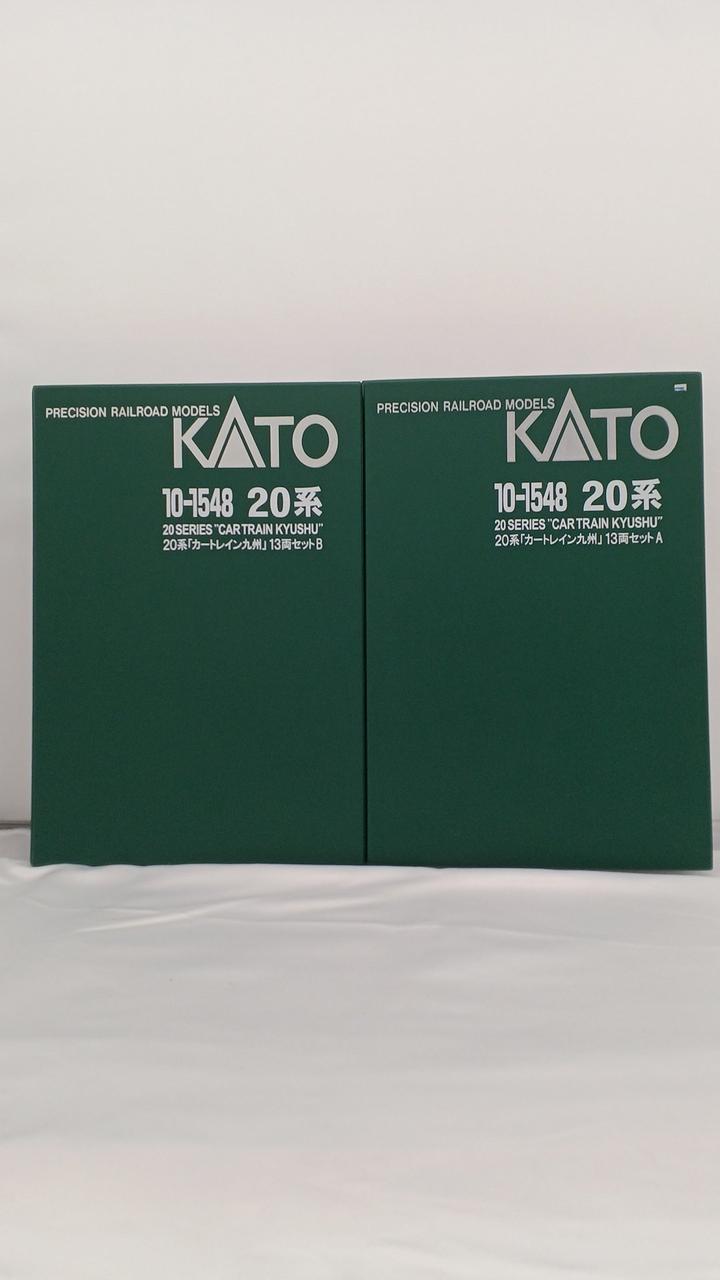 PRECISION RAILROAD MODELS
KATO
10-1548 20系
20 SERIES "CAR TRAIN KYUSHU"
20系「カートレイン九州」13両セットB
PRECISION RAILROAD MODELS
KATO
10-1548 20系
20 SERIES "CAR TRAIN KYUSHU"
20系「カートレイン九州」13両セットA